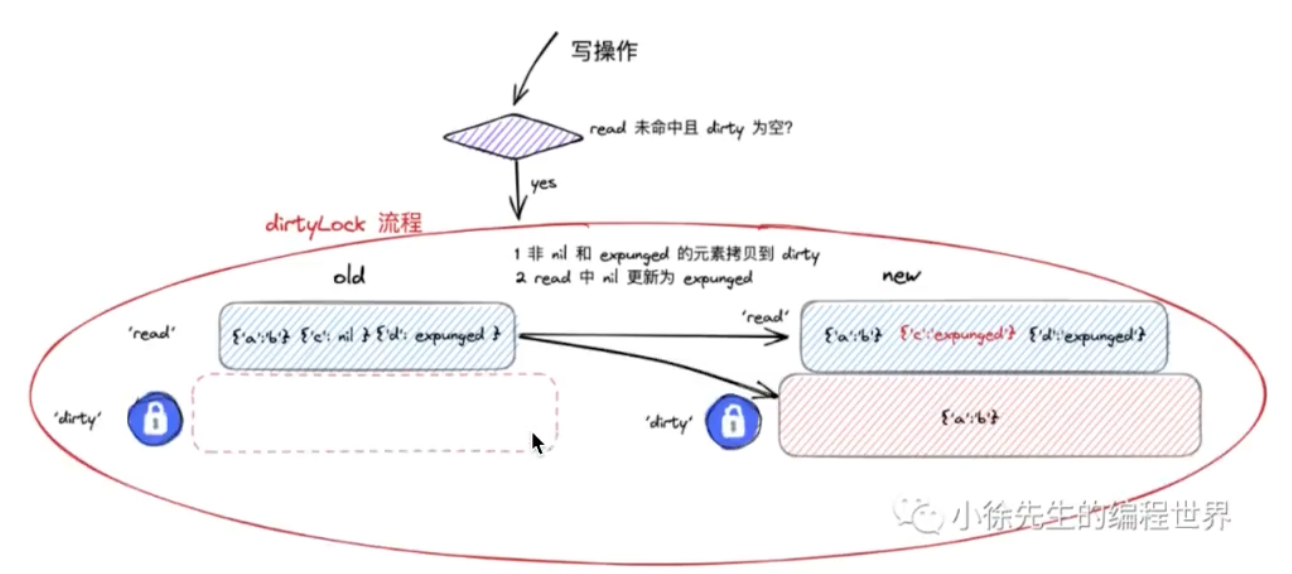 写操作
read 未命中且 dirty 为空?
yes
dirtyLock 流程
1 非 nil 和 expunged 的元素拷贝到 dirty
2 read 中 nil 更新为 expunged
old
new
'read'
{'a':'b'} {'c': nil } {'d': expunged }
'read'
{'a':'b'} {'c':'expunged'} {'d':'expunged'}
'dirty'
'dirty'
{'a':'b'}
小徐先生的编程世界